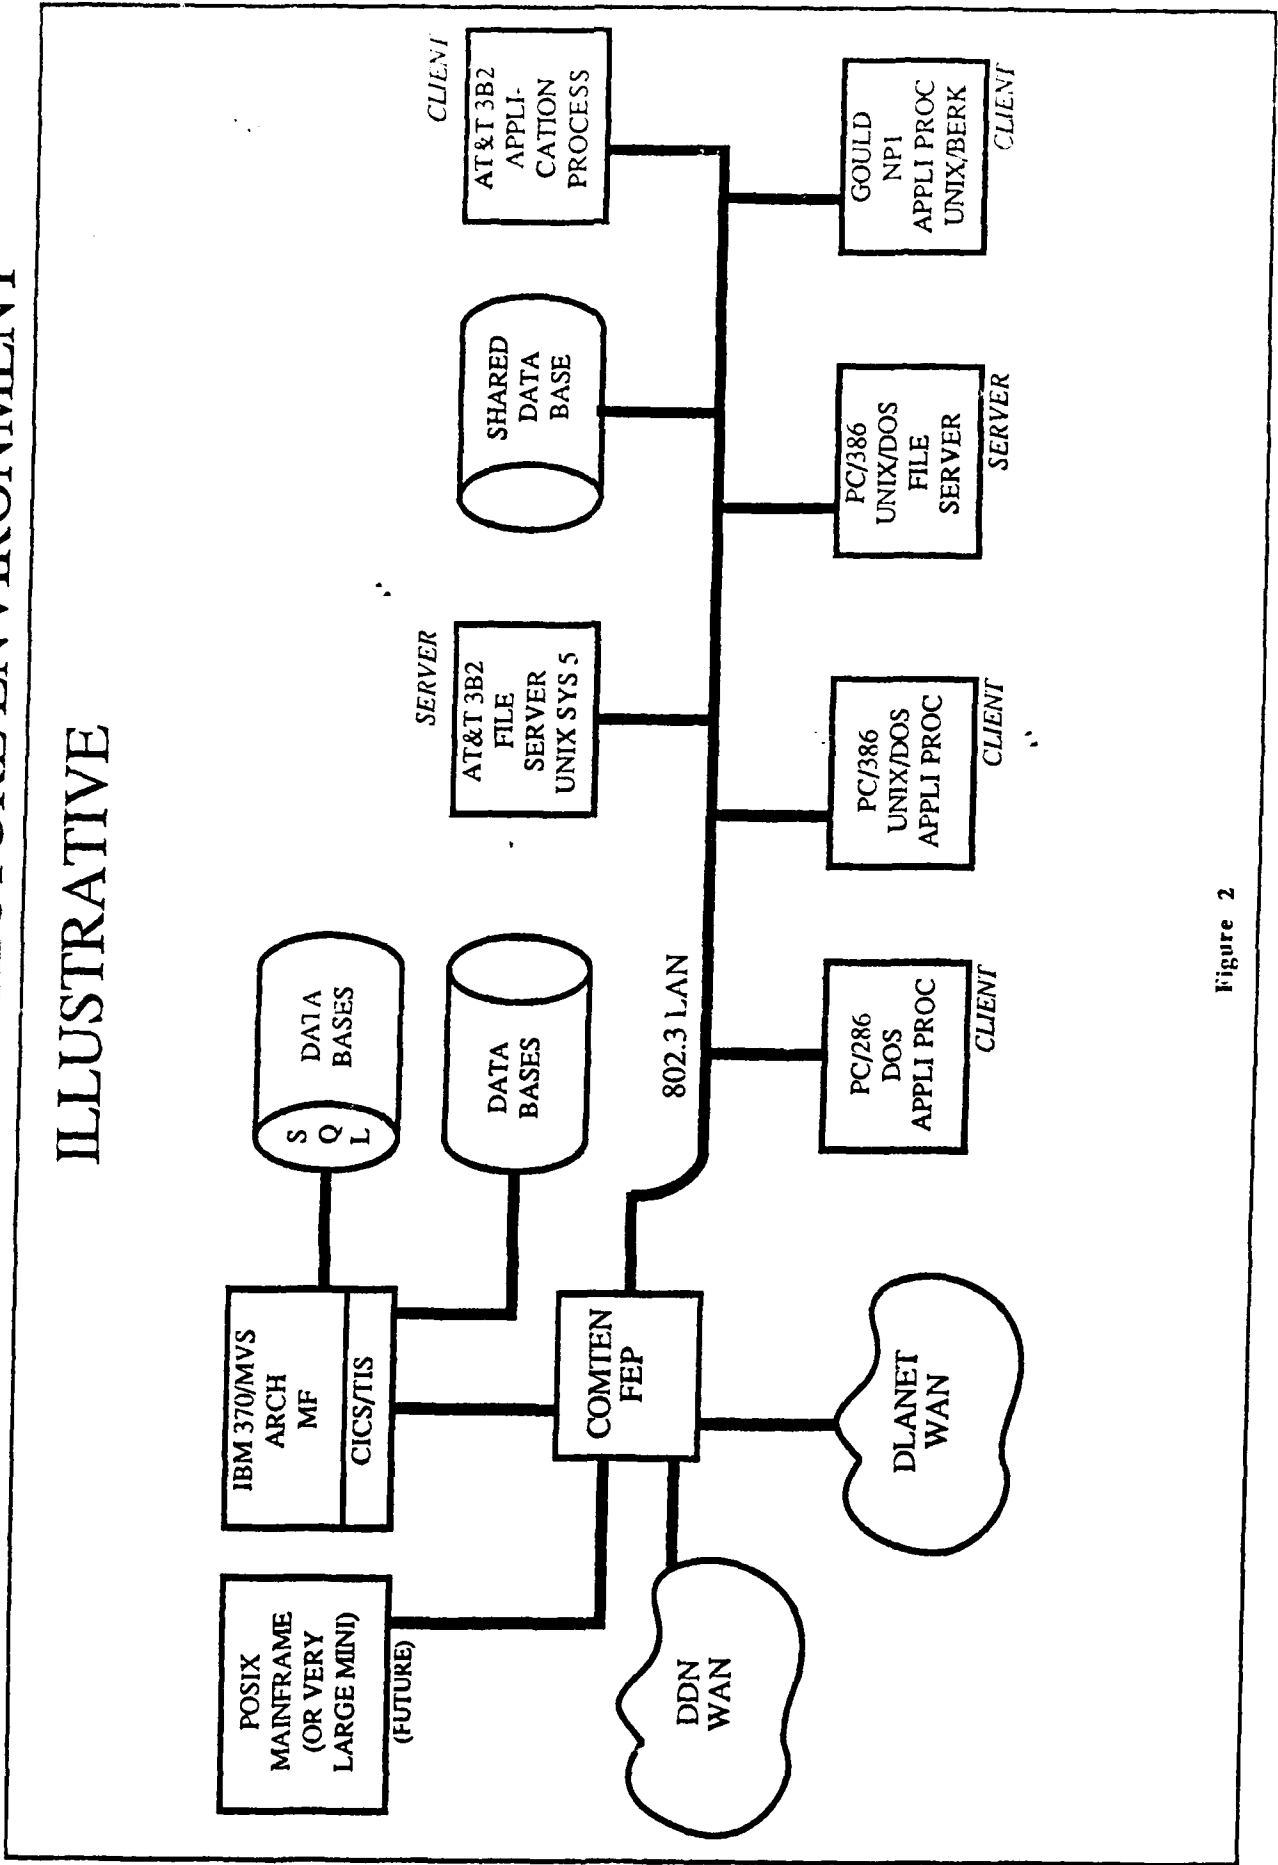 ENVIRONMENT
ILLUSTRATIVE
POSIX
MAINFRAME
(OR VERY
LARGE MINI)
(FUTURE)
IBM 370/MVS
ARCH
MF
CICS/TIS
S
Q
L
DATA
BASES
DATA
BASES
SERVER
AT&T 3B2
FILE
SERVER
UNIX SYS 5
SHARED
DATA
BASE
CLIENT
AT&T 3B2
APPLI-
CATION
PROCESS
COMTEN
FEP
802.3 LAN
DDN
WAN
DLANET
WAN
PC/286
DOS
APPLI PROC
CLIENT
PC/386
UNIX/DOS
APPLI PROC
CLIENT
PC/386
UNIX/DOS
FILE
SERVER
SERVER
GOULD
NP1
APPLI PROC
UNIX/BERK
CLIENT
Figure 2